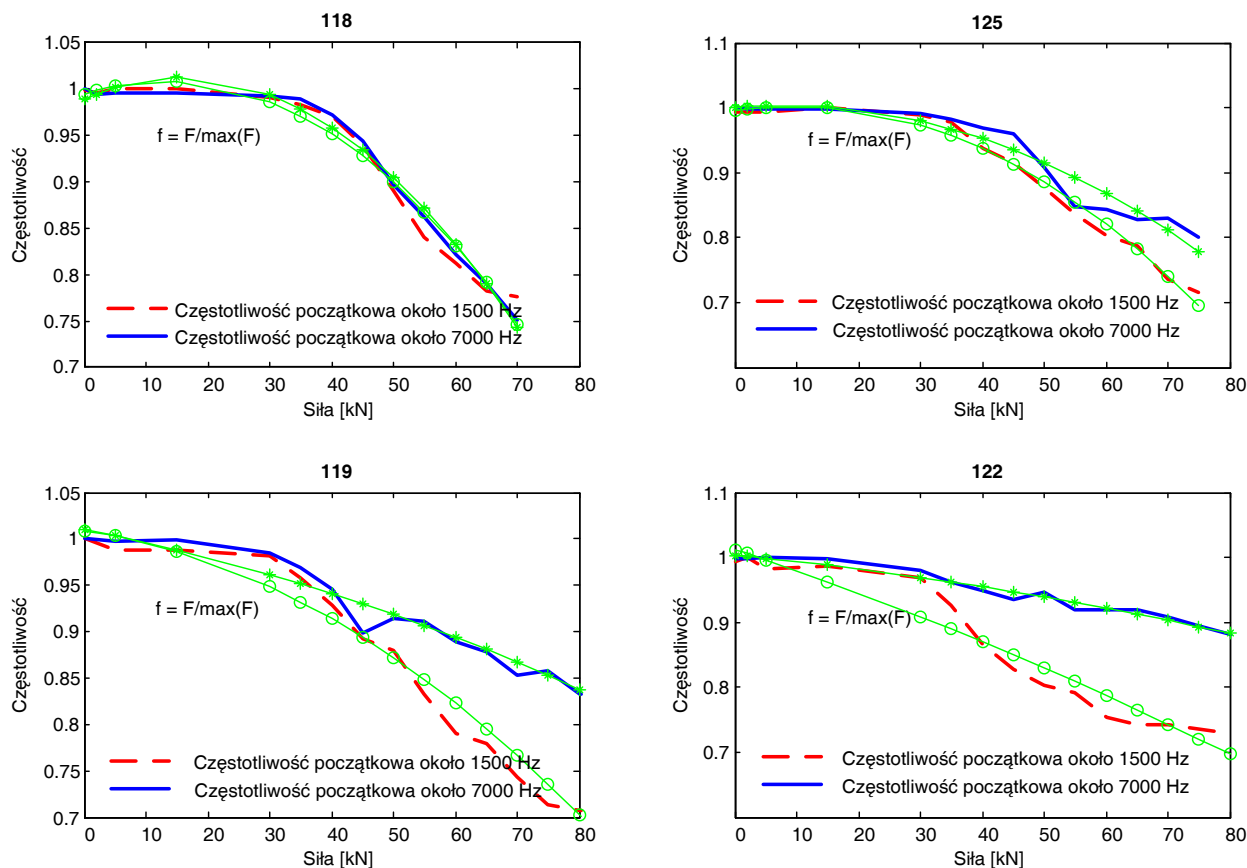 118
1.05
1
0.95
0.9
0.85
0.8
0.75
0.7
Częstotliwość
f = F/max(F)
Częstotliwość początkowa około 1500 Hz
Częstotliwość początkowa około 7000 Hz
0 10 20 30 40 50 60 70 80
Siła [kN]
125
1.1
1
0.9
0.8
0.7
Częstotliwość
f = F/max(F)
Częstotliwość początkowa około 1500 Hz
Częstotliwość początkowa około 7000 Hz
0 10 20 30 40 50 60 70 80
Siła [kN]
119
1.05
1
0.95
0.9
0.85
0.8
0.75
0.7
Częstotliwość
f = F/max(F)
Częstotliwość początkowa około 1500 Hz
Częstotliwość początkowa około 7000 Hz
0 10 20 30 40 50 60 70 80
Siła [kN]
122
1.1
1
0.9
0.8
0.7
Częstotliwość
f = F/max(F)
Częstotliwość początkowa około 1500 Hz
Częstotliwość początkowa około 7000 Hz
0 10 20 30 40 50 60 70 80
Siła [kN]